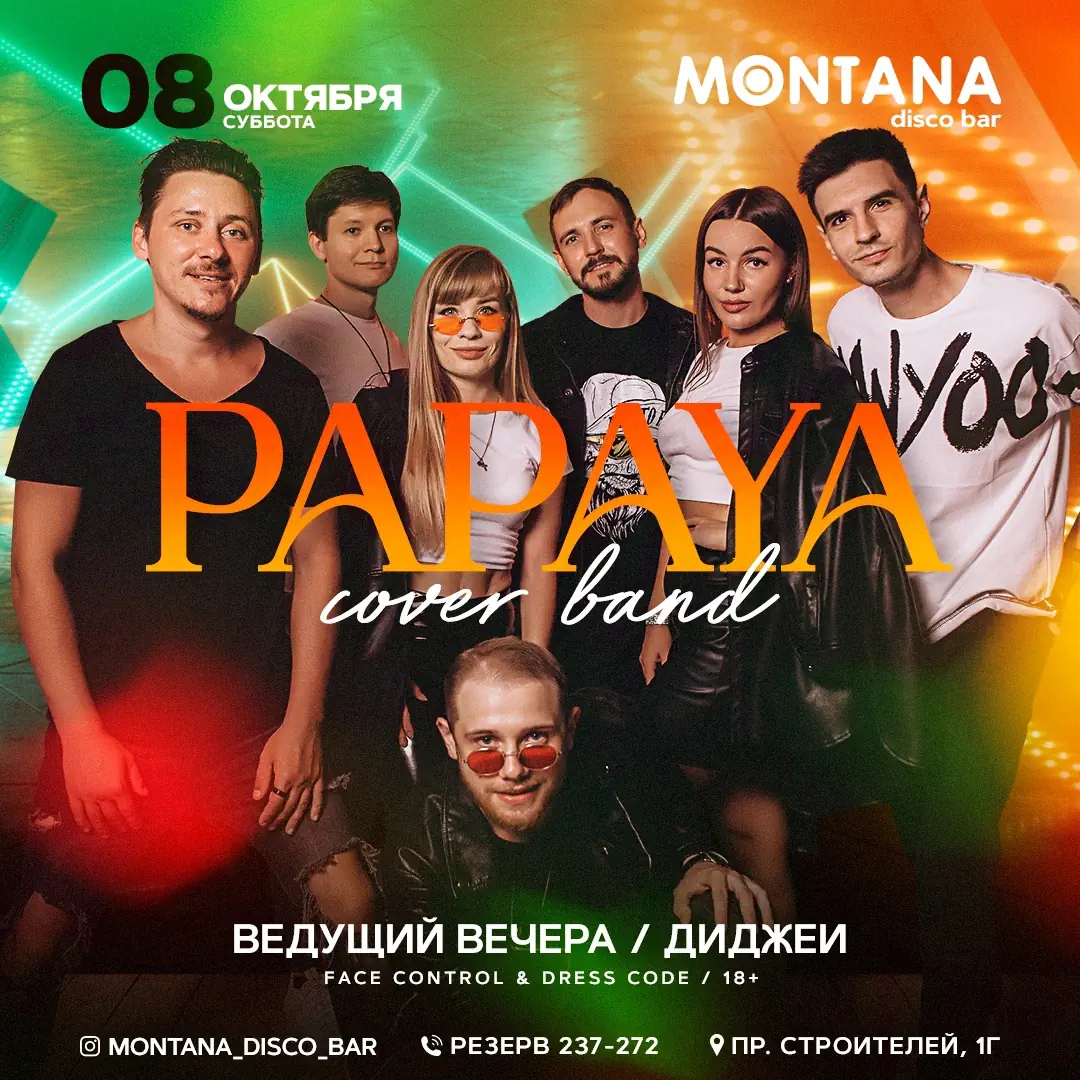 08 ОКТЯБРЯ
СУББОТА
MONTANA
disco bar
WYOO
PAPAYA
cover band
ВЕДУЩИЙ ВЕЧЕРА / ДИДЖЕИ
FACE CONTROL & DRESS CODE / 18+
MONTANA_DISCO_BAR
РЕЗЕРВ 237-272
ПР. СТРОИТЕЛЕЙ, 1Г